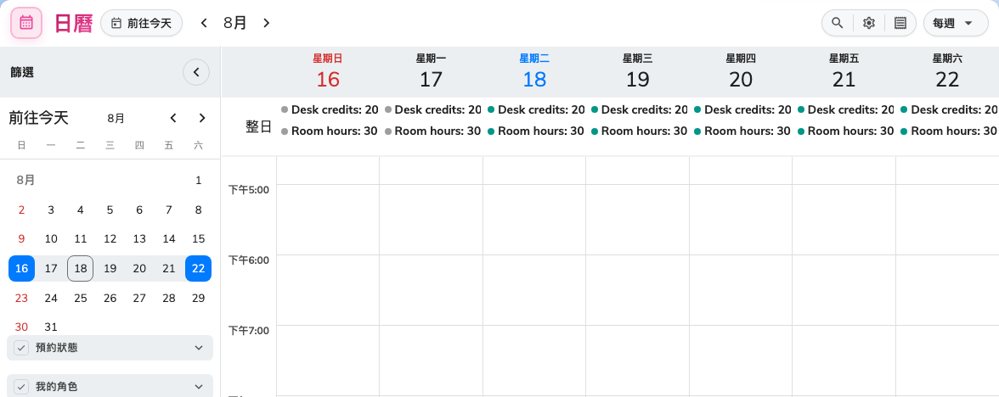 日曆 前往今天 8月 每週
篩選
前往今天 8月
日 一 二 三 四 五 六
8月 1
2 3 4 5 6 7 8
9 10 11 12 13 14 15
16 17 18 19 20 21 22
23 24 25 26 27 28 29
30 31
預約狀態
我的角色
星期日 星期一 星期二 星期三 星期四 星期五 星期六
16 17 18 19 20 21 22
整日
Desk credits: 20 Desk credits: 20 Desk credits: 20 Desk credits: 20 Desk credits: 20 Desk credits: 20 Desk credits: 20
Room hours: 30 Room hours: 30 Room hours: 30 Room hours: 30 Room hours: 30 Room hours: 30 Room hours: 30
下午5:00
下午6:00
下午7:00